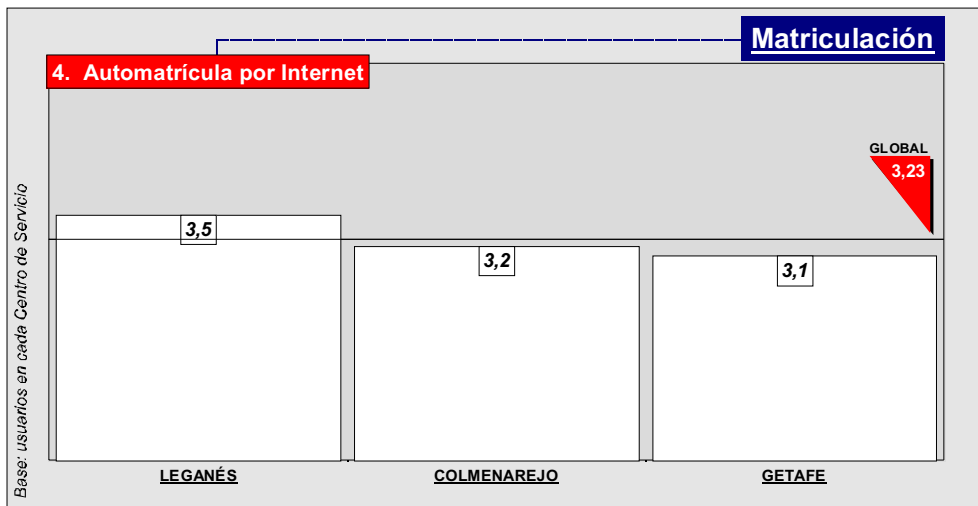 Matriculación
4. Automatrícula por Internet
GLOBAL
3,23
3,5
3,2
3,1
LEGANÉS
COLMENAREJO
GETAFE
Base: usuarios en cada Centro de Servicio